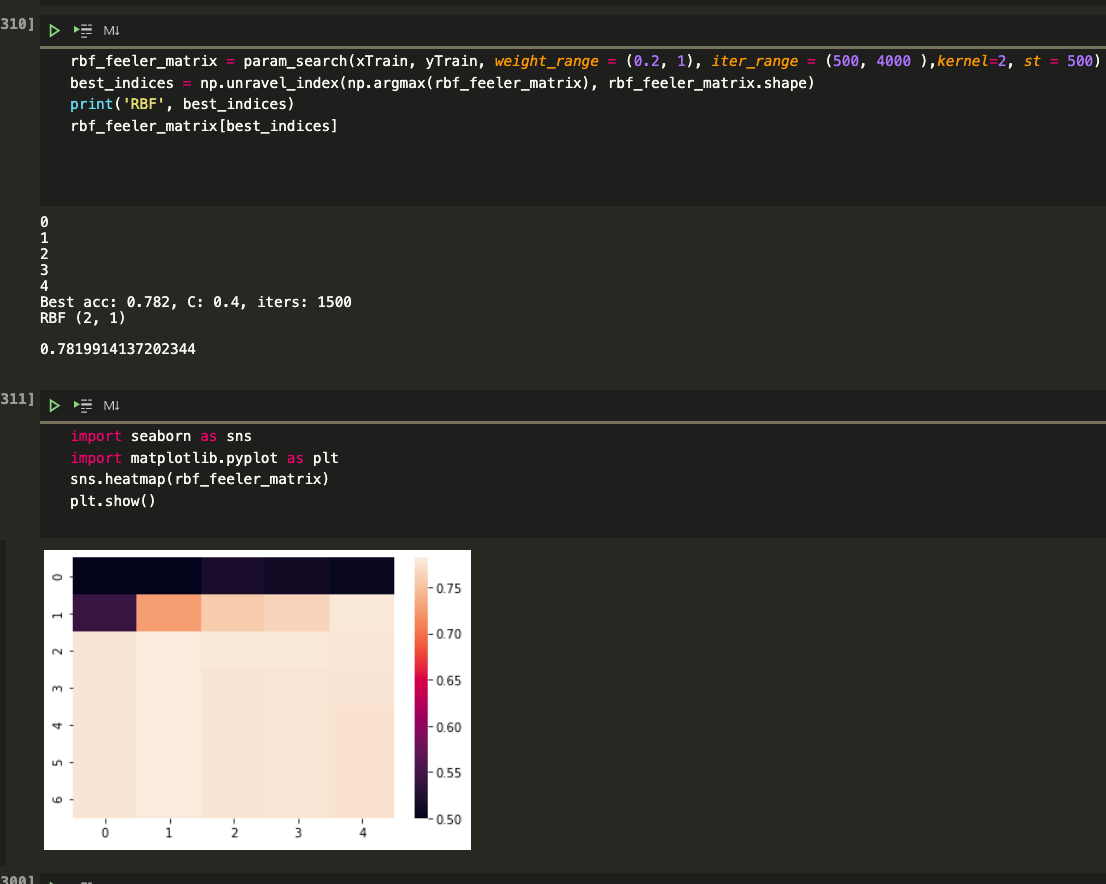 310]
M↓
rbf_feeler_matrix = param_search(xTrain, yTrain, weight_range = (0.2, 1), iter_range = (500, 4000 ),kernel=2, st = 500)
best_indices = np.unravel_index(np.argmax(rbf_feeler_matrix), rbf_feeler_matrix.shape)
print('RBF', best_indices)
rbf_feeler_matrix[best_indices]
0
1
2
3
4
Best acc: 0.782, C: 0.4, iters: 1500
RBF (2, 1)
0.7819914137202344
311]
M↓
import seaborn as sns
import matplotlib.pyplot as plt
sns.heatmap(rbf_feeler_matrix)
plt.show()
0
1
2
3
4
5
6
0 1 2 3 4
0.75
0.70
0.65
0.60
0.55
0.50
300]